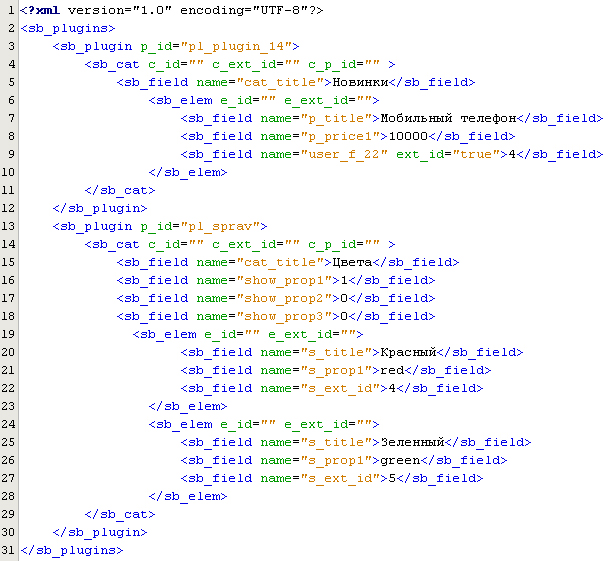 1 <?xml version="1.0" encoding="UTF-8"?>
2 <sb_plugins>
3 <sb_plugin p_id="pl_plugin_14">
4 <sb_cat c_id="" c_ext_id="" c_p_id="" >
5 <sb_field name="cat_title">Новинки</sb_field>
6 <sb_elem e_id="" e_ext_id="">
7 <sb_field name="p_title">Мобильный телефон</sb_field>
8 <sb_field name="p_price1">10000</sb_field>
9 <sb_field name="user_f_22" ext_id="true">4</sb_field>
10 </sb_elem>
11 </sb_cat>
12 </sb_plugin>
13 <sb_plugin p_id="pl_sprav">
14 <sb_cat c_id="" c_ext_id="" c_p_id="" >
15 <sb_field name="cat_title">Цвета</sb_field>
16 <sb_field name="show_prop1">1</sb_field>
17 <sb_field name="show_prop2">0</sb_field>
18 <sb_field name="show_prop3">0</sb_field>
19 <sb_elem e_id="" e_ext_id="">
20 <sb_field name="s_title">Красный</sb_field>
21 <sb_field name="s_prop1">red</sb_field>
22 <sb_field name="s_ext_id">4</sb_field>
23 </sb_elem>
24 <sb_elem e_id="" e_ext_id="">
25 <sb_field name="s_title">Зеленный</sb_field>
26 <sb_field name="s_prop1">green</sb_field>
27 <sb_field name="s_ext_id">5</sb_field>
28 </sb_elem>
29 </sb_cat>
30 </sb_plugin>
31 </sb_plugins>